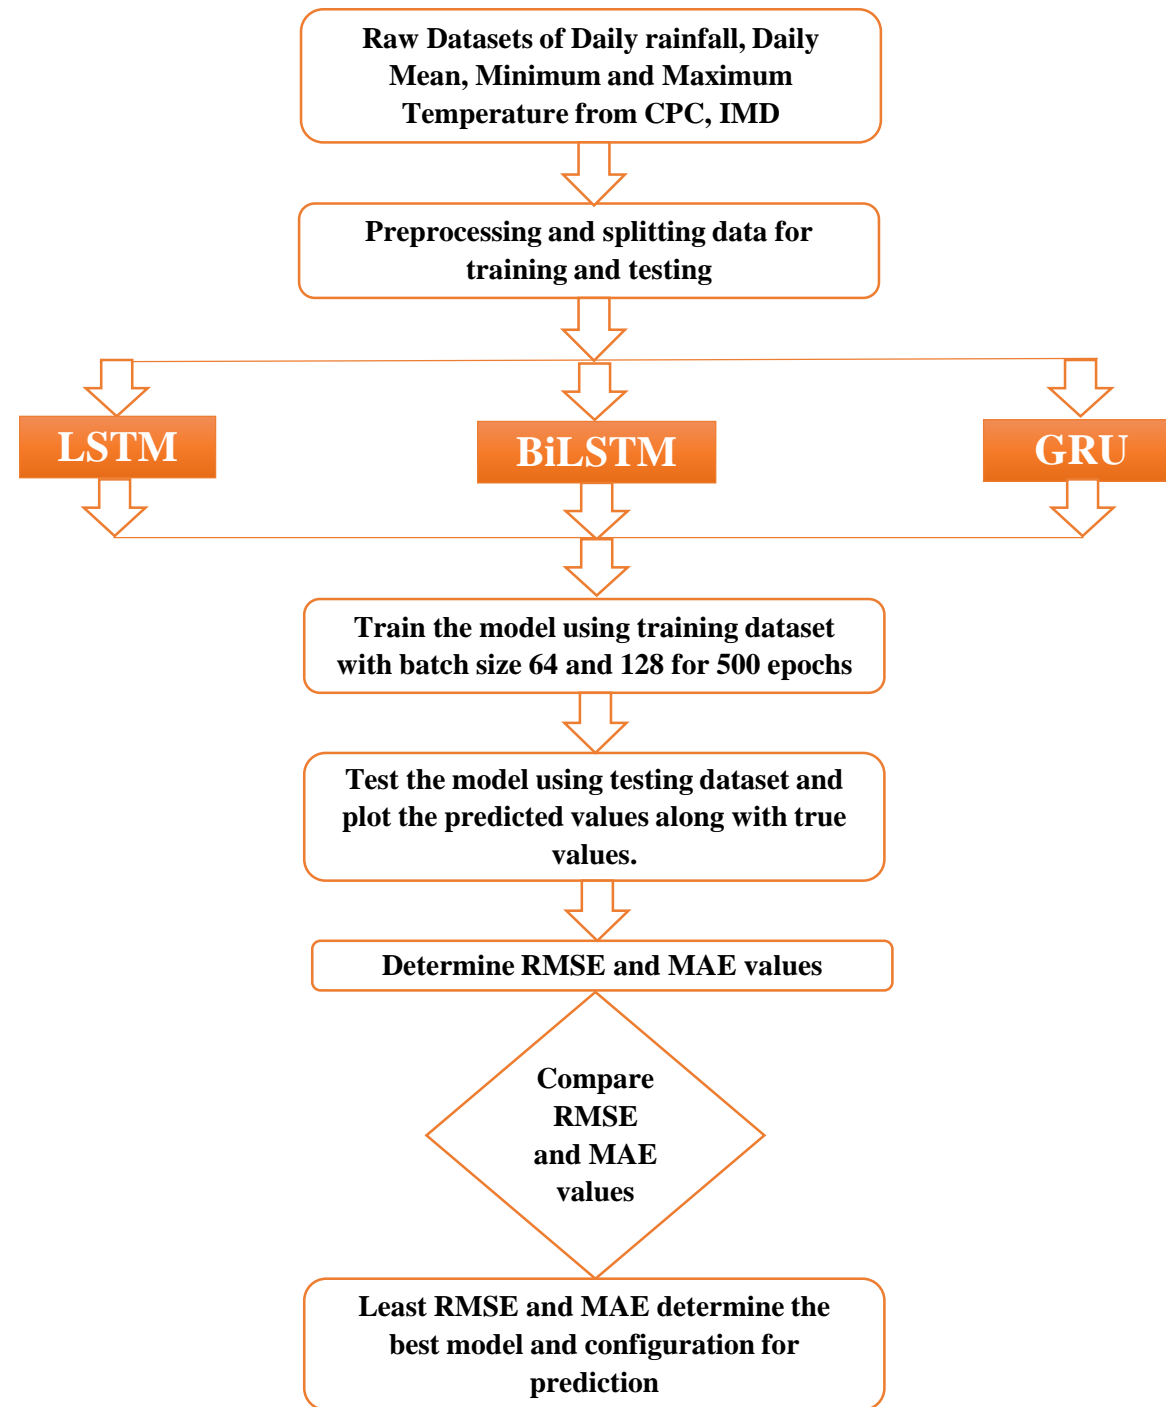 Raw Datasets of Daily rainfall, Daily
Mean, Minimum and Maximum
Temperature from CPC, IMD
Preprocessing and splitting data for
training and testing
LSTM
BiLSTM
GRU
Train the model using training dataset
with batch size 64 and 128 for 500 epochs
Test the model using testing dataset and
plot the predicted values along with true
values.
Determine RMSE and MAE values
Compare
RMSE
and MAE
values
Least RMSE and MAE determine the
best model and configuration for
prediction